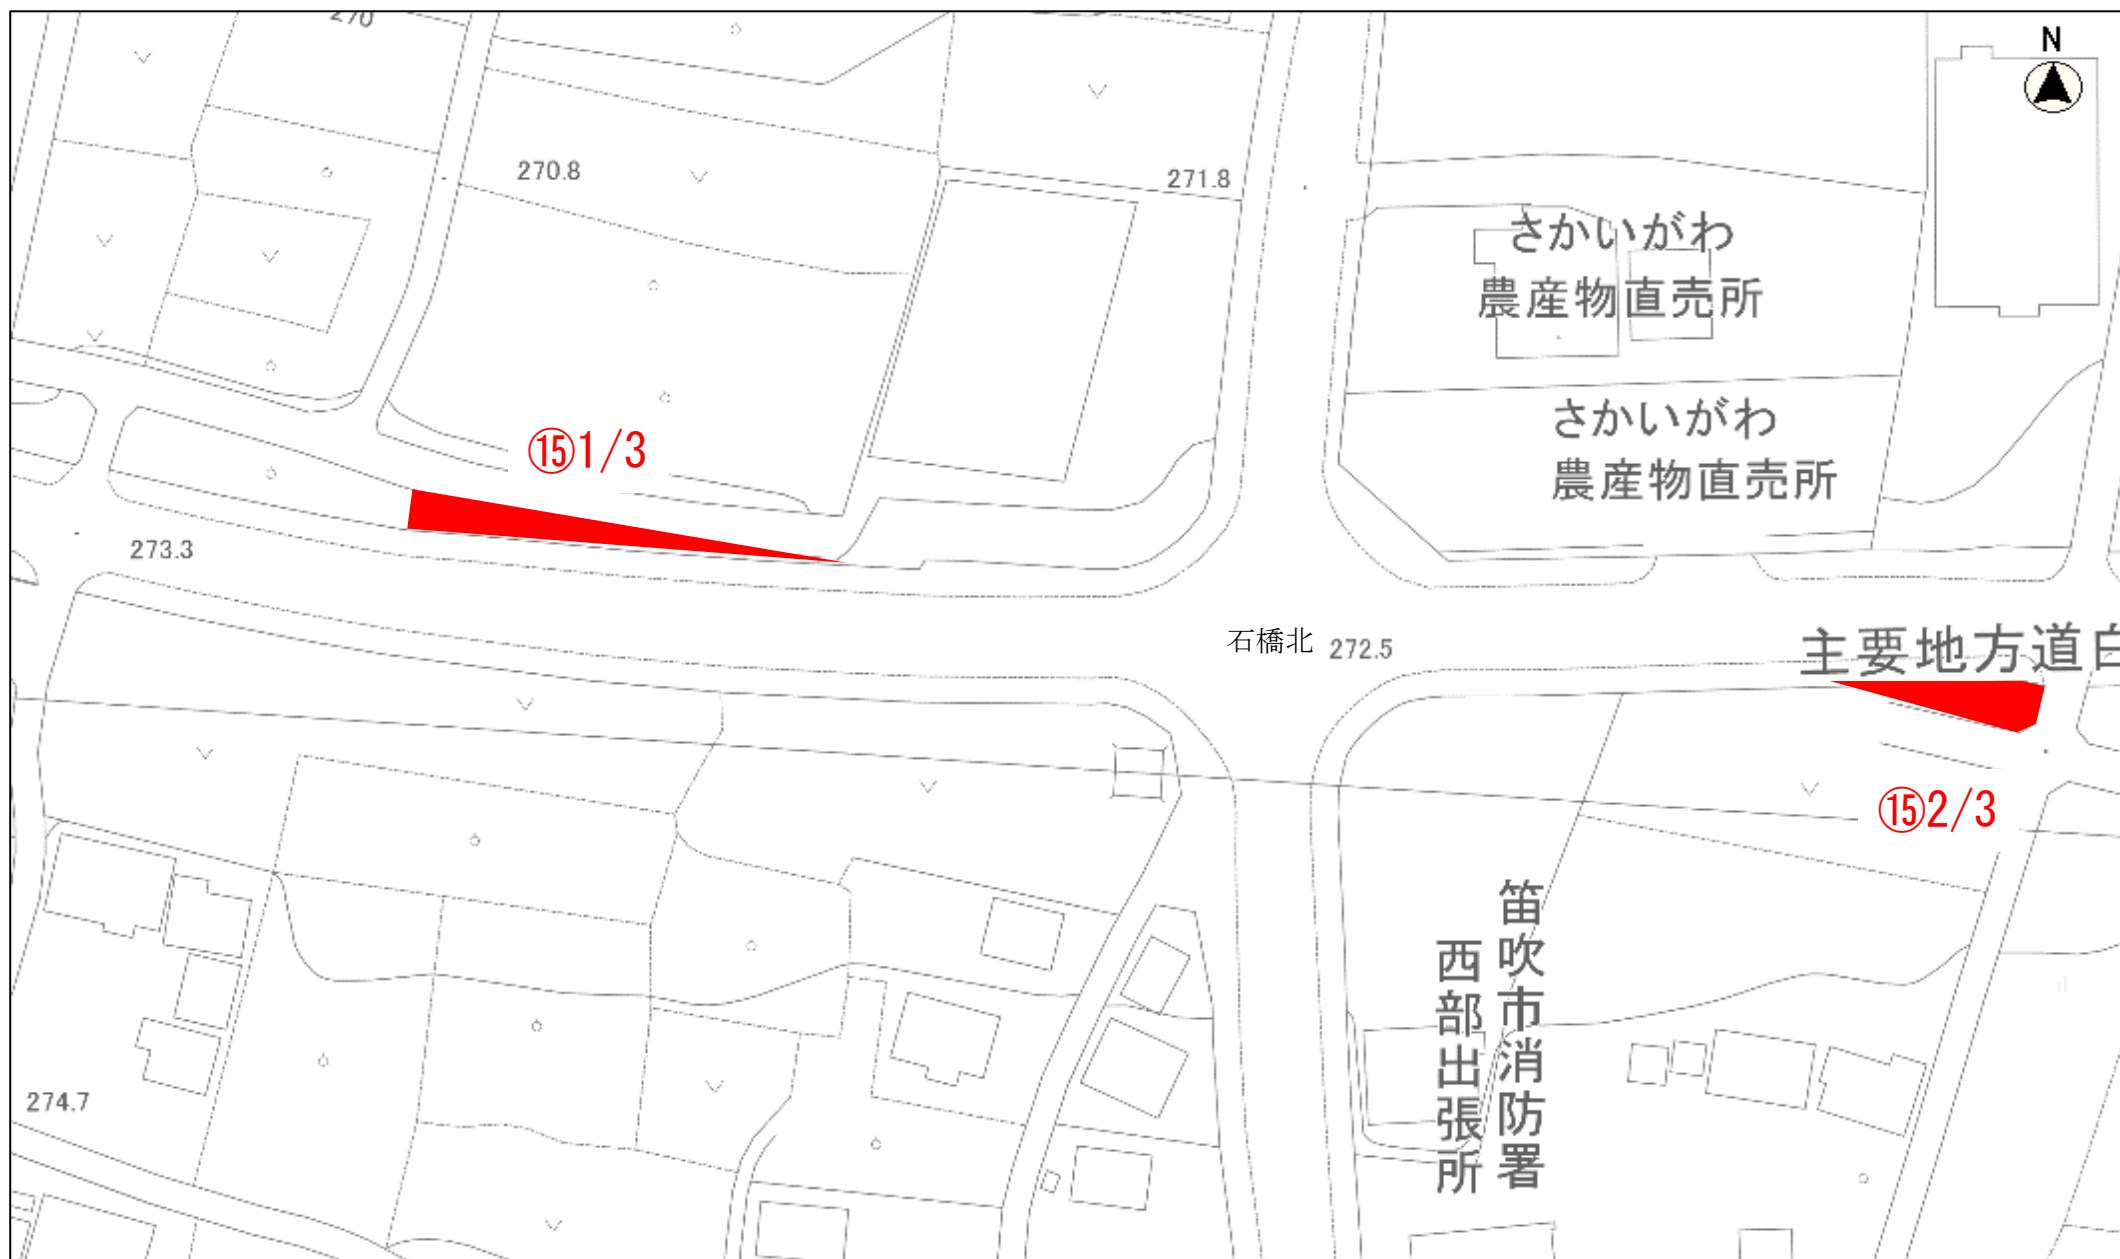 270
N
270.8
271.8
さかいがわ
農産物直売所
さかいがわ
農産物直売所
⑮1/3
273.3
石橋北
272.5
主要地方道白
⑮2/3
笛吹市消防署
西部出張所
274.7